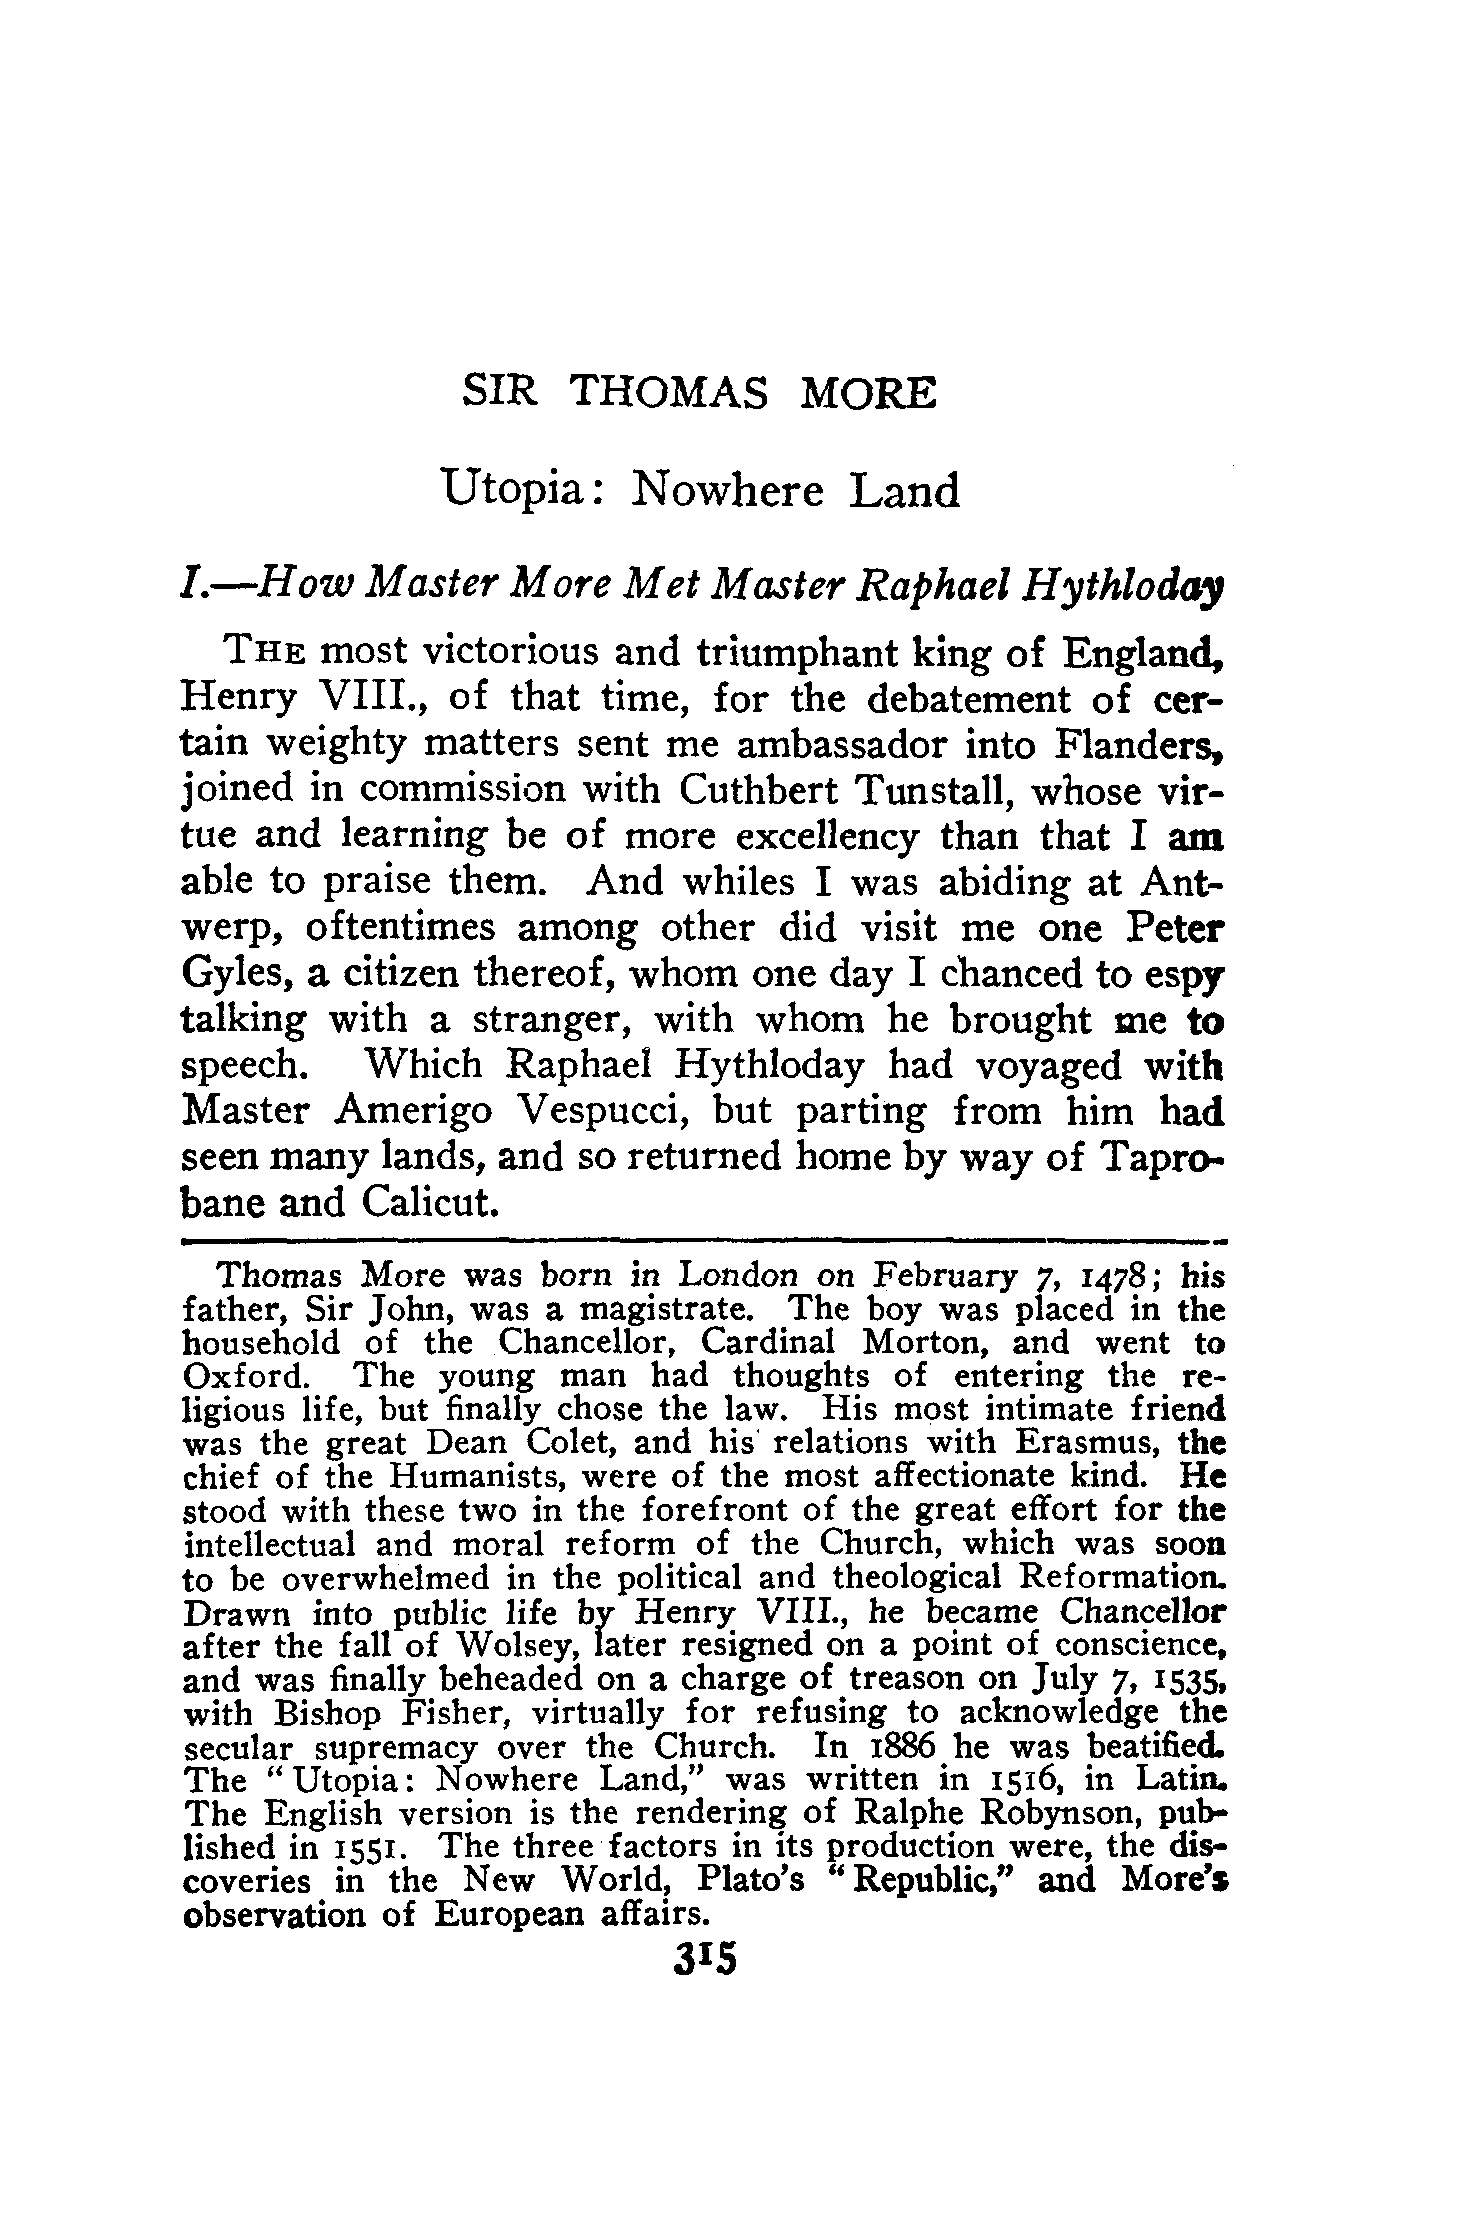 SIR THOMAS MORE
Utopia: Nowhere Land
I.—How Master More Met Master Raphael Hythloday
THE most victorious and triumphant king of England,
Henry VIII., of that time, for the debatement of cer-
tain weighty matters sent me ambassador into Flanders,
joined in commission with Cuthbert Tunstall, whose vir-
tue and learning be of more excellency than that I am
able to praise them. And whiles I was abiding at Ant-
werp, oftentimes among other did visit me one Peter
Gyles, a citizen thereof, whom one day I chanced to espy
talking with a stranger, with whom he brought me to
speech. Which Raphael Hythloday had voyaged with
Master Amerigo Vespucci, but parting from him had
seen many lands, and so returned home by way of Tapro-
bane and Calicut.
Thomas More was born in London on February 7, 1478; his
father, Sir John, was a magistrate. The boy was placed in the
household of the Chancellor, Cardinal Morton, and went to
Oxford. The young man had thoughts of entering the re-
ligious life, but finally chose the law. His most intimate friend
was the great Dean Colet, and his relations with Erasmus, the
chief of the Humanists, were of the most affectionate kind. He
stood with these two in the forefront of the great effort for the
intellectual and moral reform of the Church, which was soon
to be overwhelmed in the political and theological Reformation.
Drawn into public life by Henry VIII., he became Chancellor
after the fall of Wolsey, later resigned on a point of conscience,
and was finally beheaded on a charge of treason on July 7, 1535,
with Bishop Fisher, virtually for refusing to acknowledge the
secular supremacy over the Church. In 1886 he was beatified.
The "Utopia: Nowhere Land," was written in 1516, in Latin.
The English version is the rendering of Ralphe Robynson, pub-
lished in 1551. The three factors in its production were, the dis-
coveries in the New World, Plato's "Republic," and More's
observation of European affairs.
315